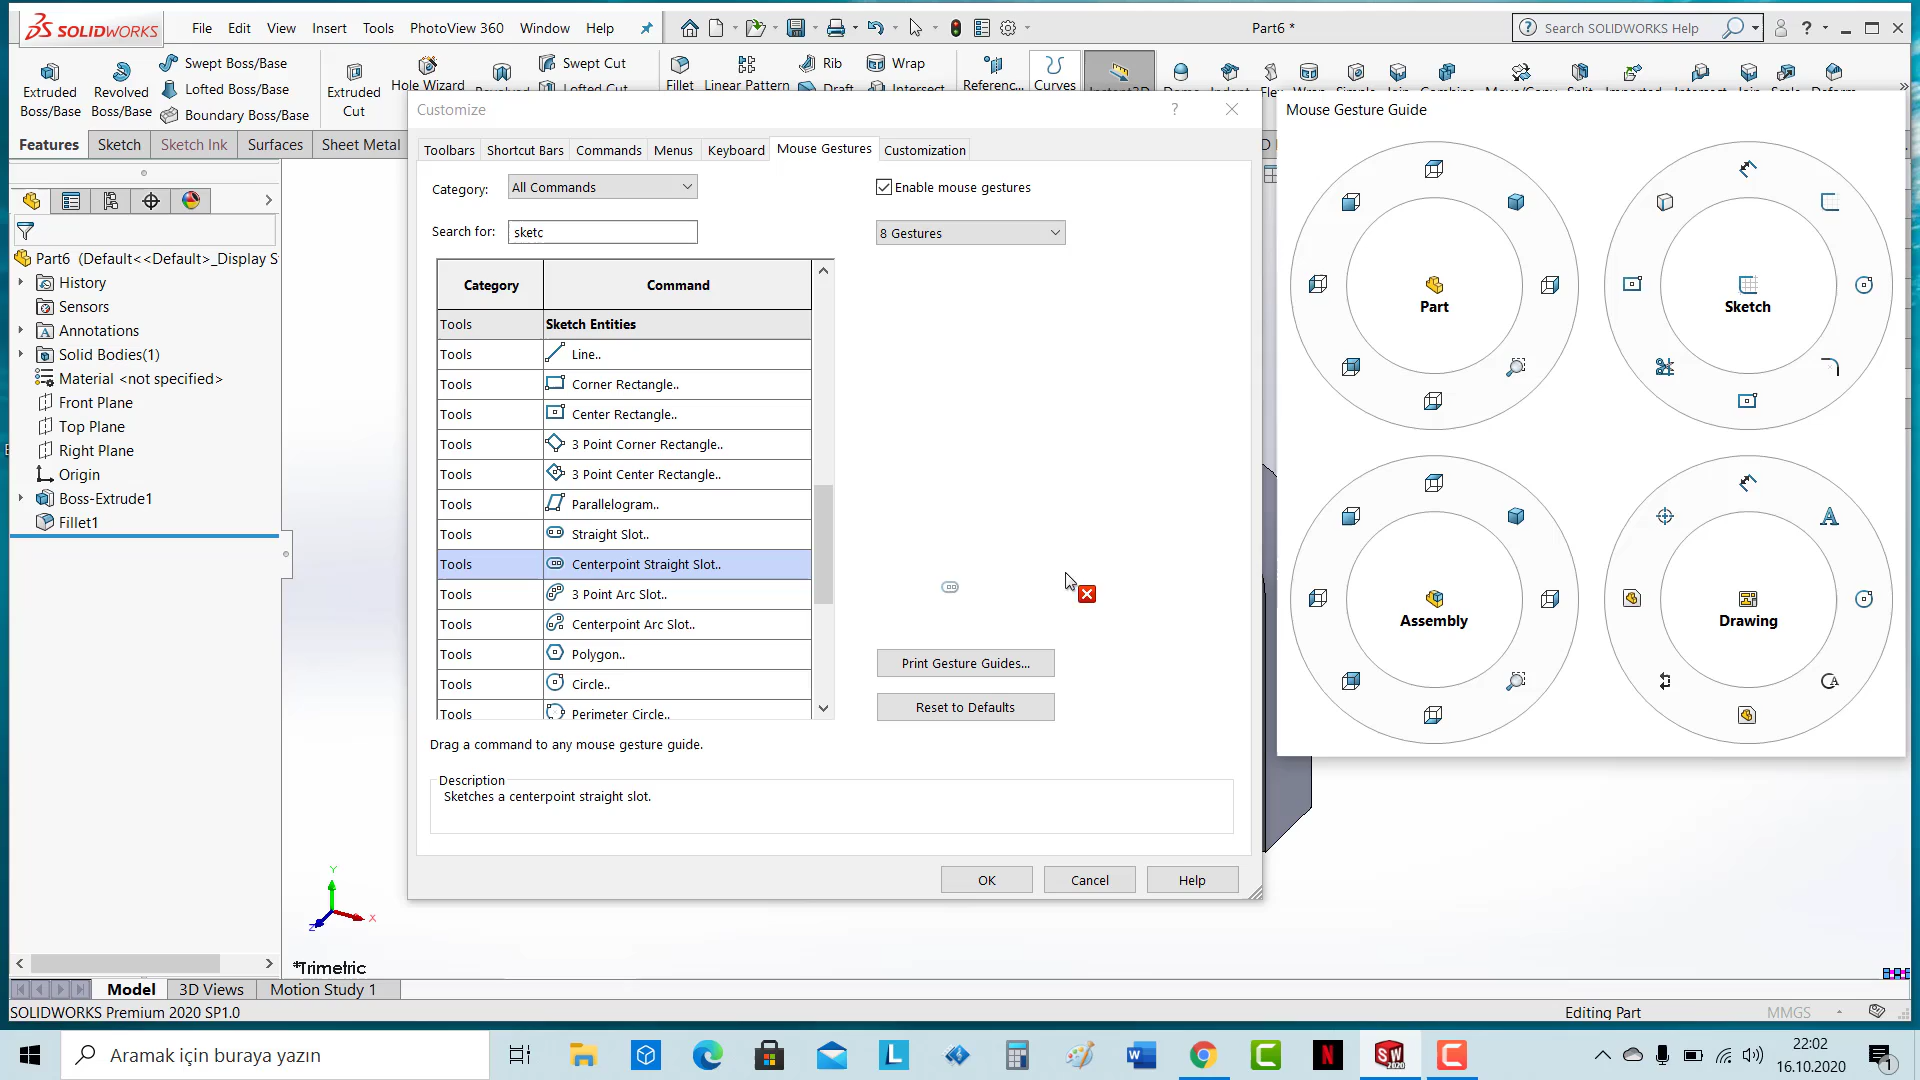 SOLIDWORKS
File Edit View Insert Tools PhotoView 360 Window Help
Part6 *
Search SOLIDWORKS Help
Extruded Boss/Base
Revolved Boss/Base
Swept Boss/Base
Lofted Boss/Base
Boundary Boss/Base
Extruded Cut
Hole Wizard
Swept Cut
Lofted Cut
Fillet
Linear Pattern
Rib
Draft
Wrap
Intersect
Referenc...
Curves
Instant3D
Features Sketch Sketch Ink Surfaces Sheet Metal
Part6 (Default<<Default>_Display S
History
Sensors
Annotations
Solid Bodies(1)
Material <not specified>
Front Plane
Top Plane
Right Plane
Origin
Boss-Extrude1
Fillet1
Customize
Toolbars Shortcut Bars Commands Menus Keyboard Mouse Gestures Customization
Category: All Commands
Enable mouse gestures
Search for: sketc
8 Gestures
Category Command
Tools Sketch Entities
Tools Line..
Tools Corner Rectangle..
Tools Center Rectangle..
Tools 3 Point Corner Rectangle..
Tools 3 Point Center Rectangle..
Tools Parallelogram..
Tools Straight Slot..
Tools Centerpoint Straight Slot..
Tools 3 Point Arc Slot..
Tools Centerpoint Arc Slot..
Tools Polygon..
Tools Circle..
Tools Perimeter Circle..
Print Gesture Guides...
Reset to Defaults
Drag a command to any mouse gesture guide.
Description
Sketches a centerpoint straight slot.
OK Cancel Help
Mouse Gesture Guide
Part
Sketch
Assembly
Drawing
Y
X
Z
*Trimetric
Model 3D Views Motion Study 1
SOLIDWORKS Premium 2020 SP1.0
Editing Part
MMGS
Aramak için buraya yazın
22:02
16.10.2020
1